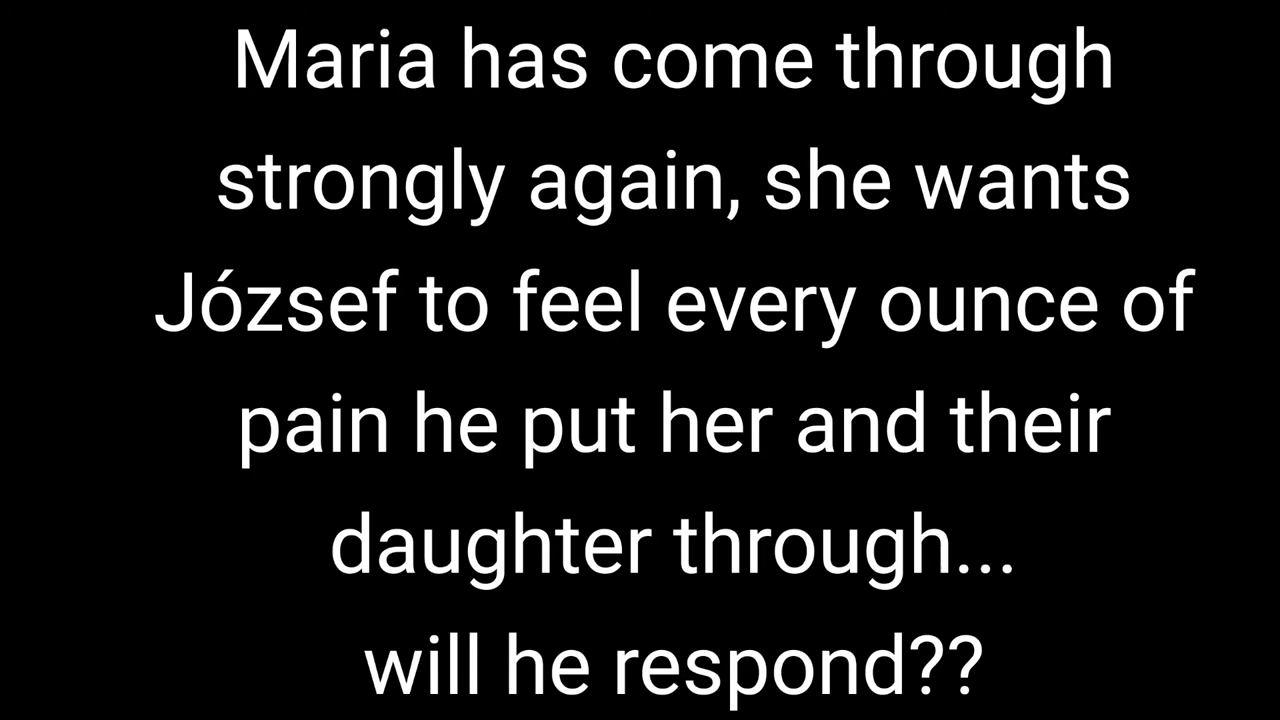 Maria has come through
strongly again, she wants
József to feel every ounce of
pain he put her and their
daughter through...
will he respond??